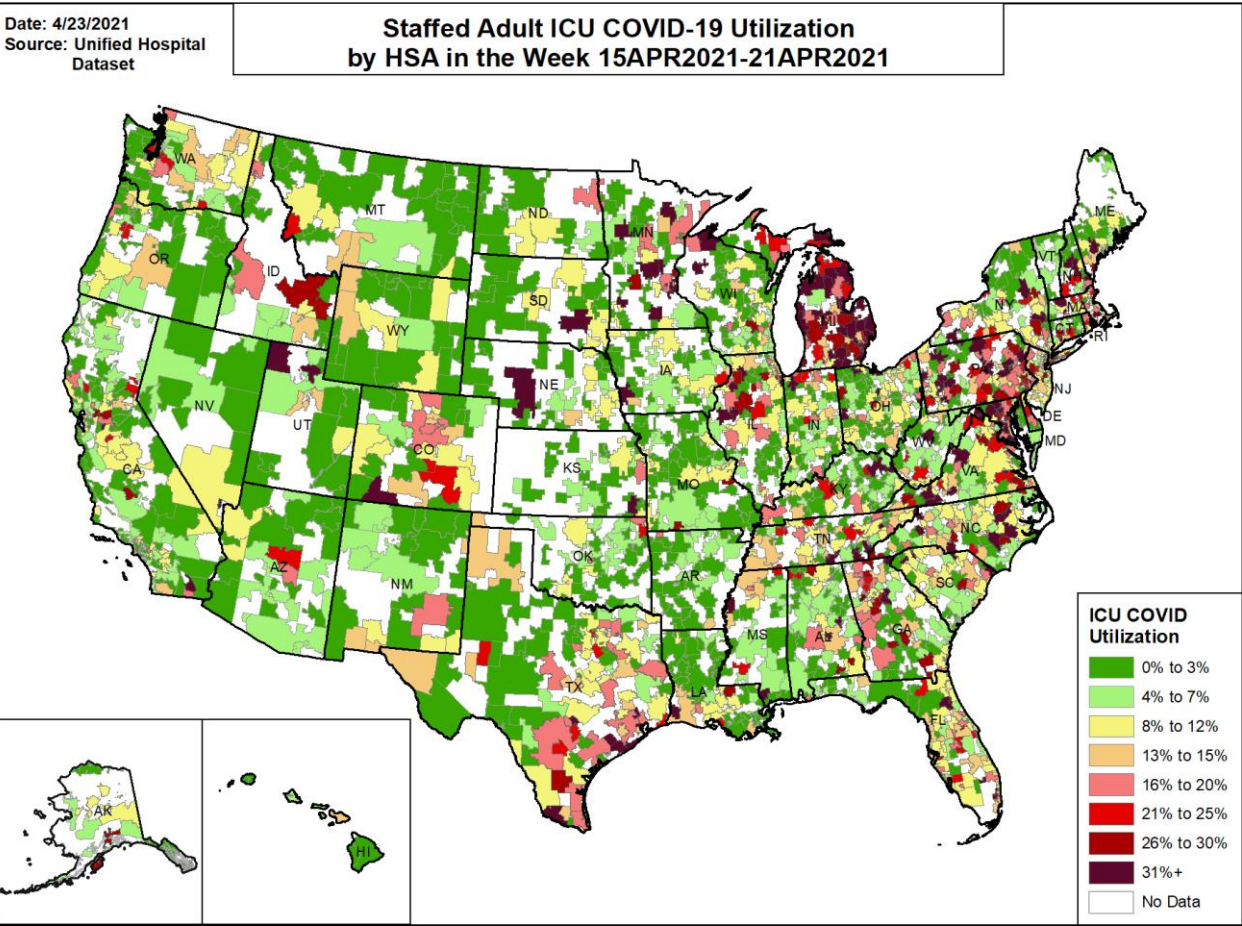 Date: 4/23/2021
Source: Unified Hospital
Dataset
Staffed Adult ICU COVID-19 Utilization
by HSA in the Week 15APR2021-21APR2021
WA
MT
ND
MN
ME
OR
ID
SD
WI
MI
VT
NH
NY
MA
CT
RI
WY
IA
NE
PA
NJ
NV
UT
CO
IL
IN
OH
DE
MD
WV
VA
CA
KS
MO
KY
NC
TN
AZ
NM
OK
AR
SC
MS
AL
GA
TX
LA
FL
AK
HI
ICU COVID
Utilization
0% to 3%
4% to 7%
8% to 12%
13% to 15%
16% to 20%
21% to 25%
26% to 30%
31%+
No Data